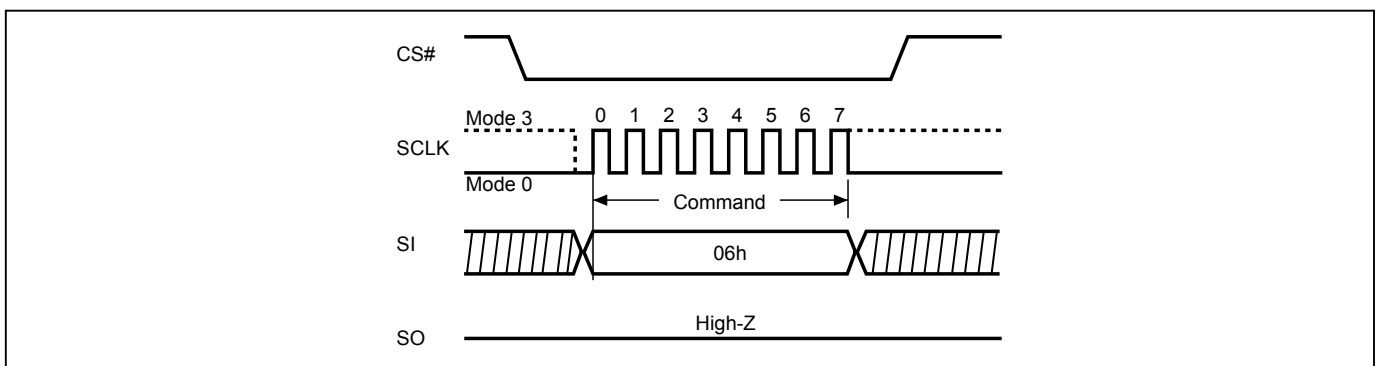 CS#
Mode 3
0 1 2 3 4 5 6 7
SCLK
Mode 0
Command
SI
06h
High-Z
SO